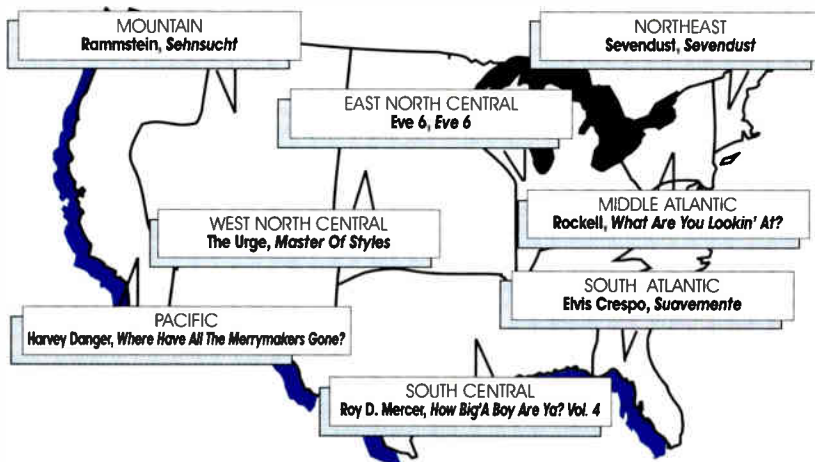 MOUNTAIN
Rammstein, Sehnsucht
NORTHEAST
Sevendust, Sevendust
EAST NORTH CENTRAL
Eve 6, Eve 6
WEST NORTH CENTRAL
The Urge, Master Of Styles
MIDDLE ATLANTIC
Rockell, What Are You Lookin' At?
SOUTH ATLANTIC
Elvis Crespo, Suavemente
PACIFIC
Harvey Danger, Where Have All The Merrymakers Gone?
SOUTH CENTRAL
Roy D. Mercer, How Big'A Boy Are Ya? Vol. 4